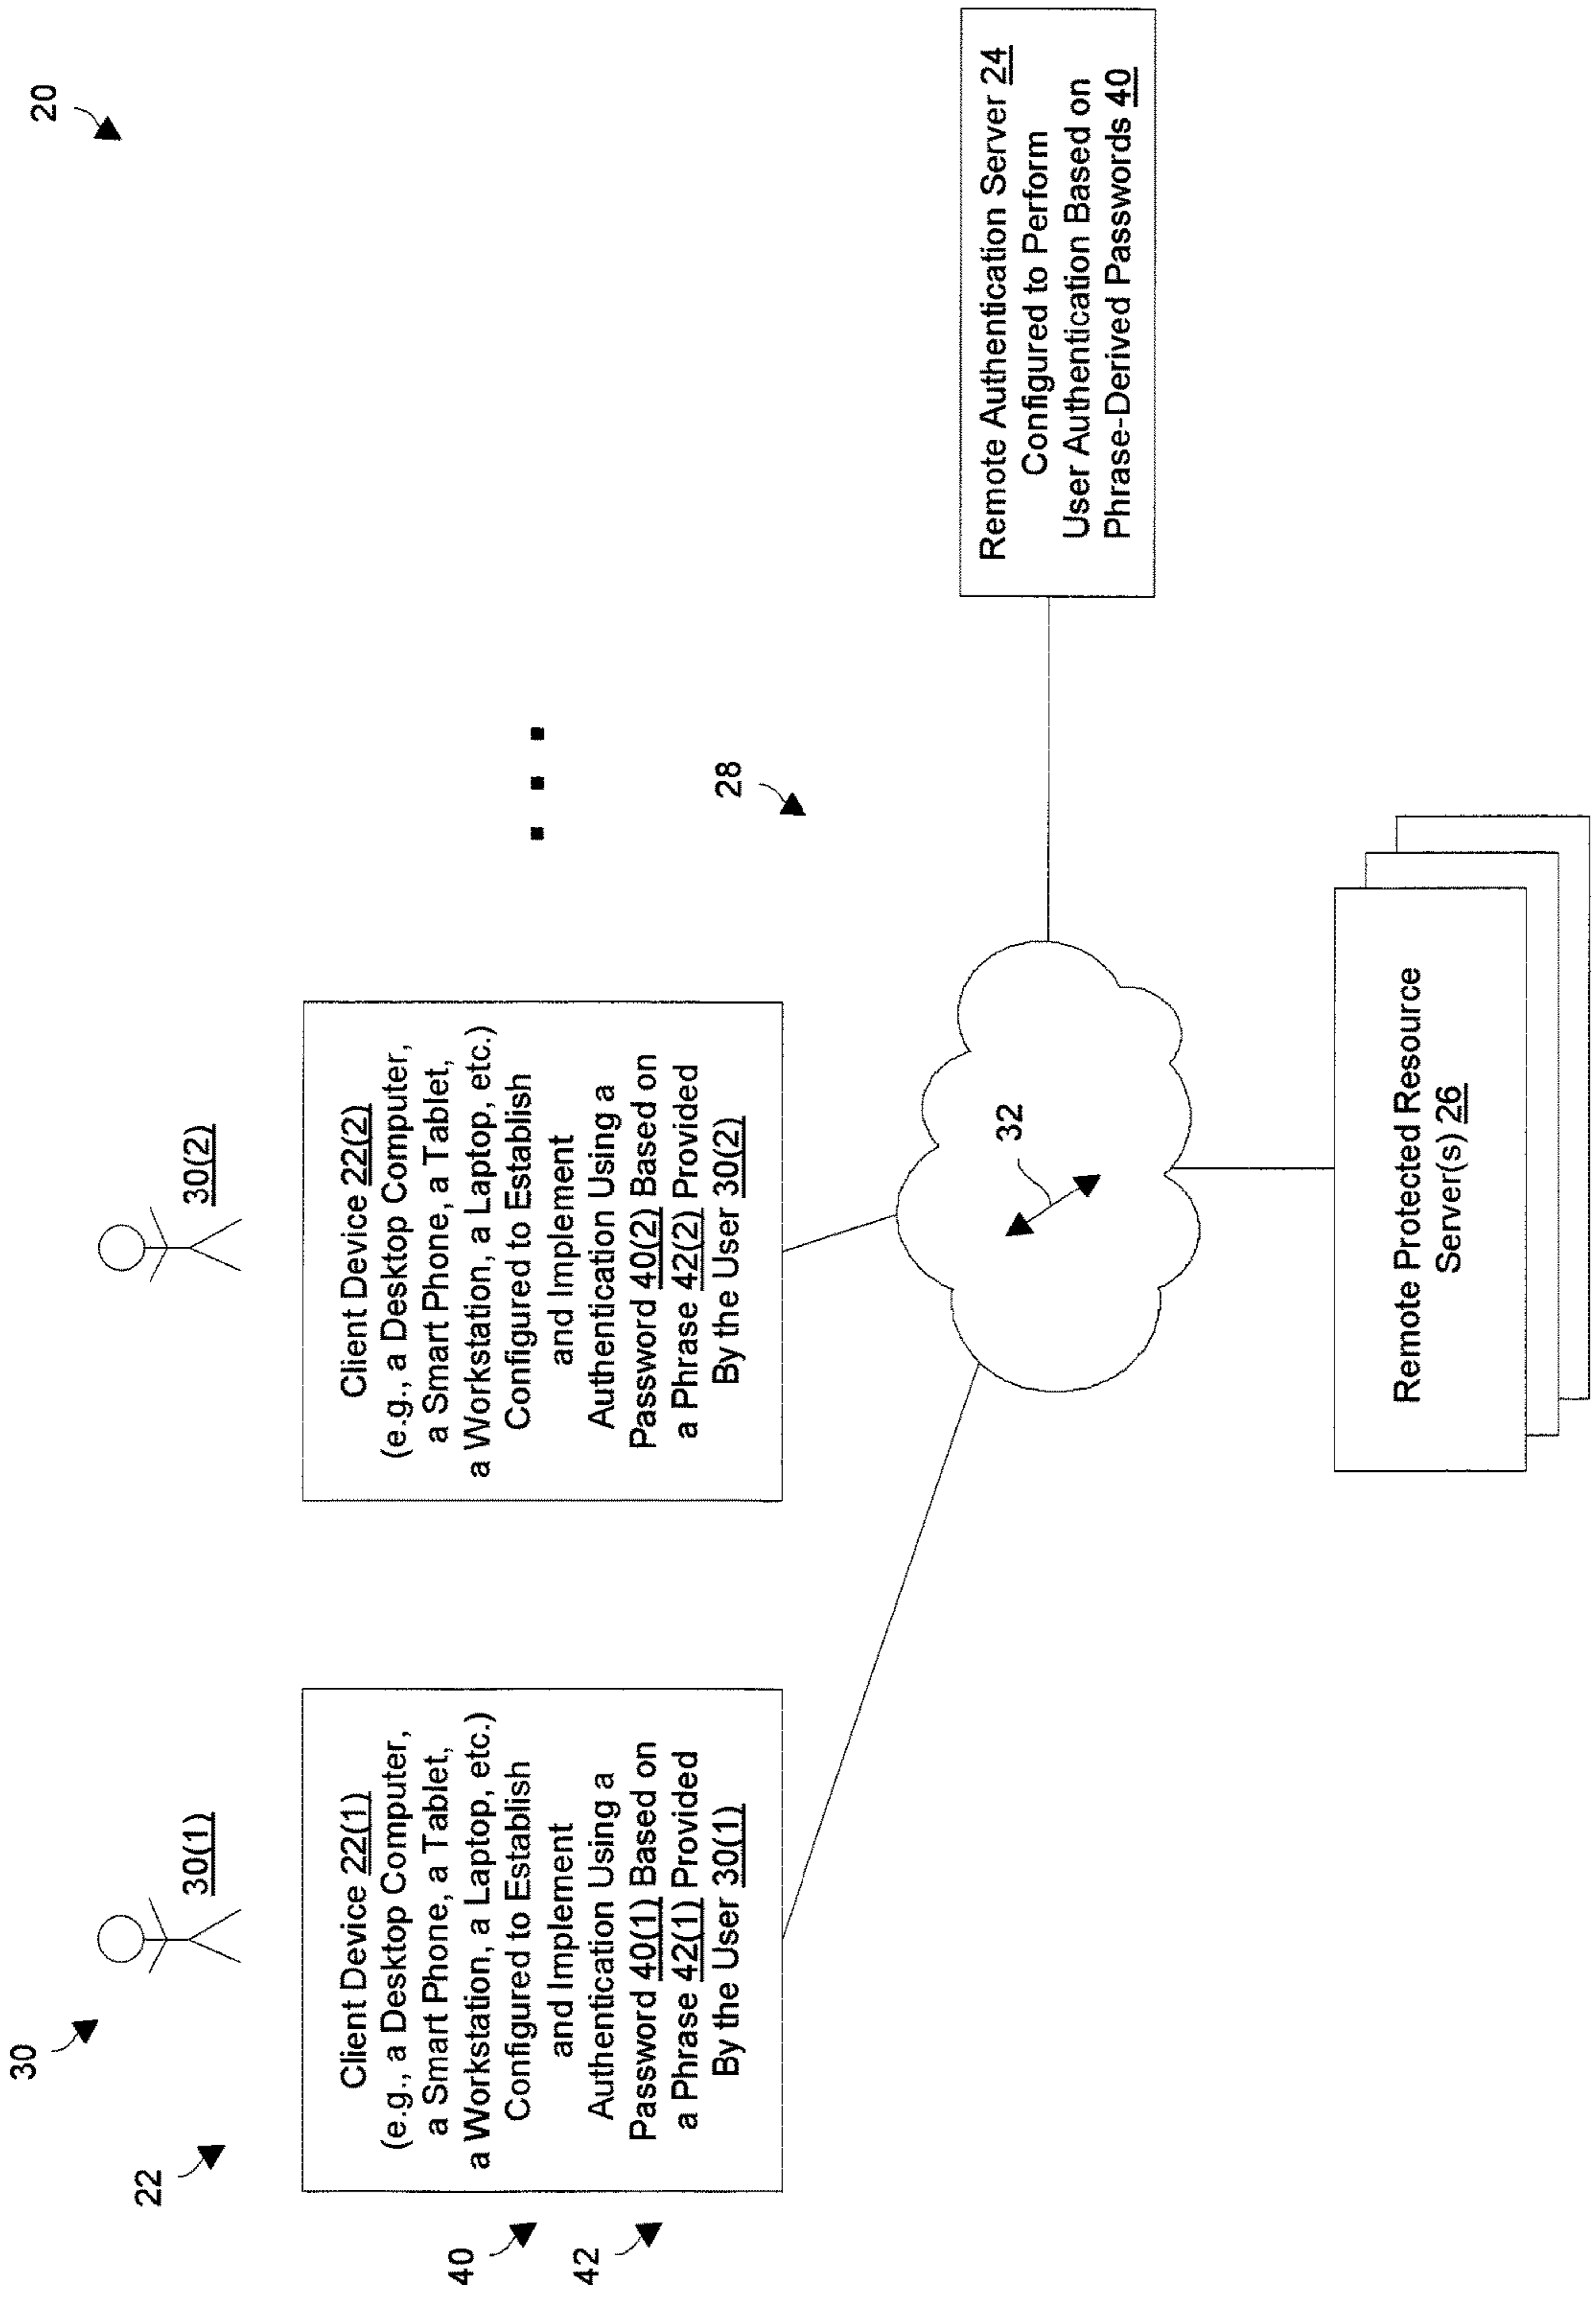 20
30
22
30(1)
30(2)
40
42
Client Device 22(1)
(e.g., a Desktop Computer,
a Smart Phone, a Tablet,
a Workstation, a Laptop, etc.)
Configured to Establish
and Implement
Authentication Using a
Password 40(1) Based on
a Phrase 42(1) Provided
By the User 30(1)
Client Device 22(2)
(e.g., a Desktop Computer,
a Smart Phone, a Tablet,
a Workstation, a Laptop, etc.)
Configured to Establish
and Implement
Authentication Using a
Password 40(2) Based on
a Phrase 42(2) Provided
By the User 30(2)
28
32
Remote Authentication Server 24
Configured to Perform
User Authentication Based on
Phrase-Derived Passwords 40
Remote Protected Resource
Server(s) 26